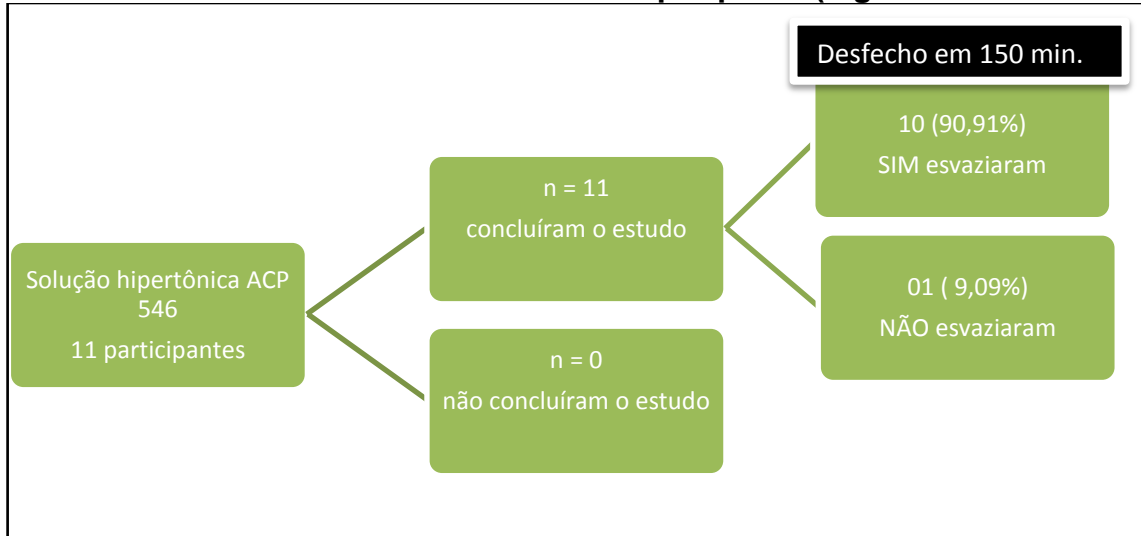 Desfecho em 150 min.
10 (90,91%)
SIM esvaziaram
n = 11
concluíram o estudo
Solução hipertônica ACP
546
11 participantes
01 ( 9,09%)
NÃO esvaziaram
n = 0
não concluíram o estudo